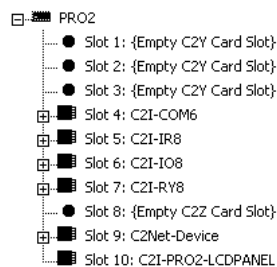 PRO2
Slot 1: {Empty C2Y Card Slot}
Slot 2: {Empty C2Y Card Slot}
Slot 3: {Empty C2Y Card Slot}
Slot 4: C2I-COM6
Slot 5: C2I-IR8
Slot 6: C2I-IO8
Slot 7: C2I-RY8
Slot 8: {Empty C2Z Card Slot}
Slot 9: C2Net-Device
Slot 10: C2I-PRO2-LCDPANEL